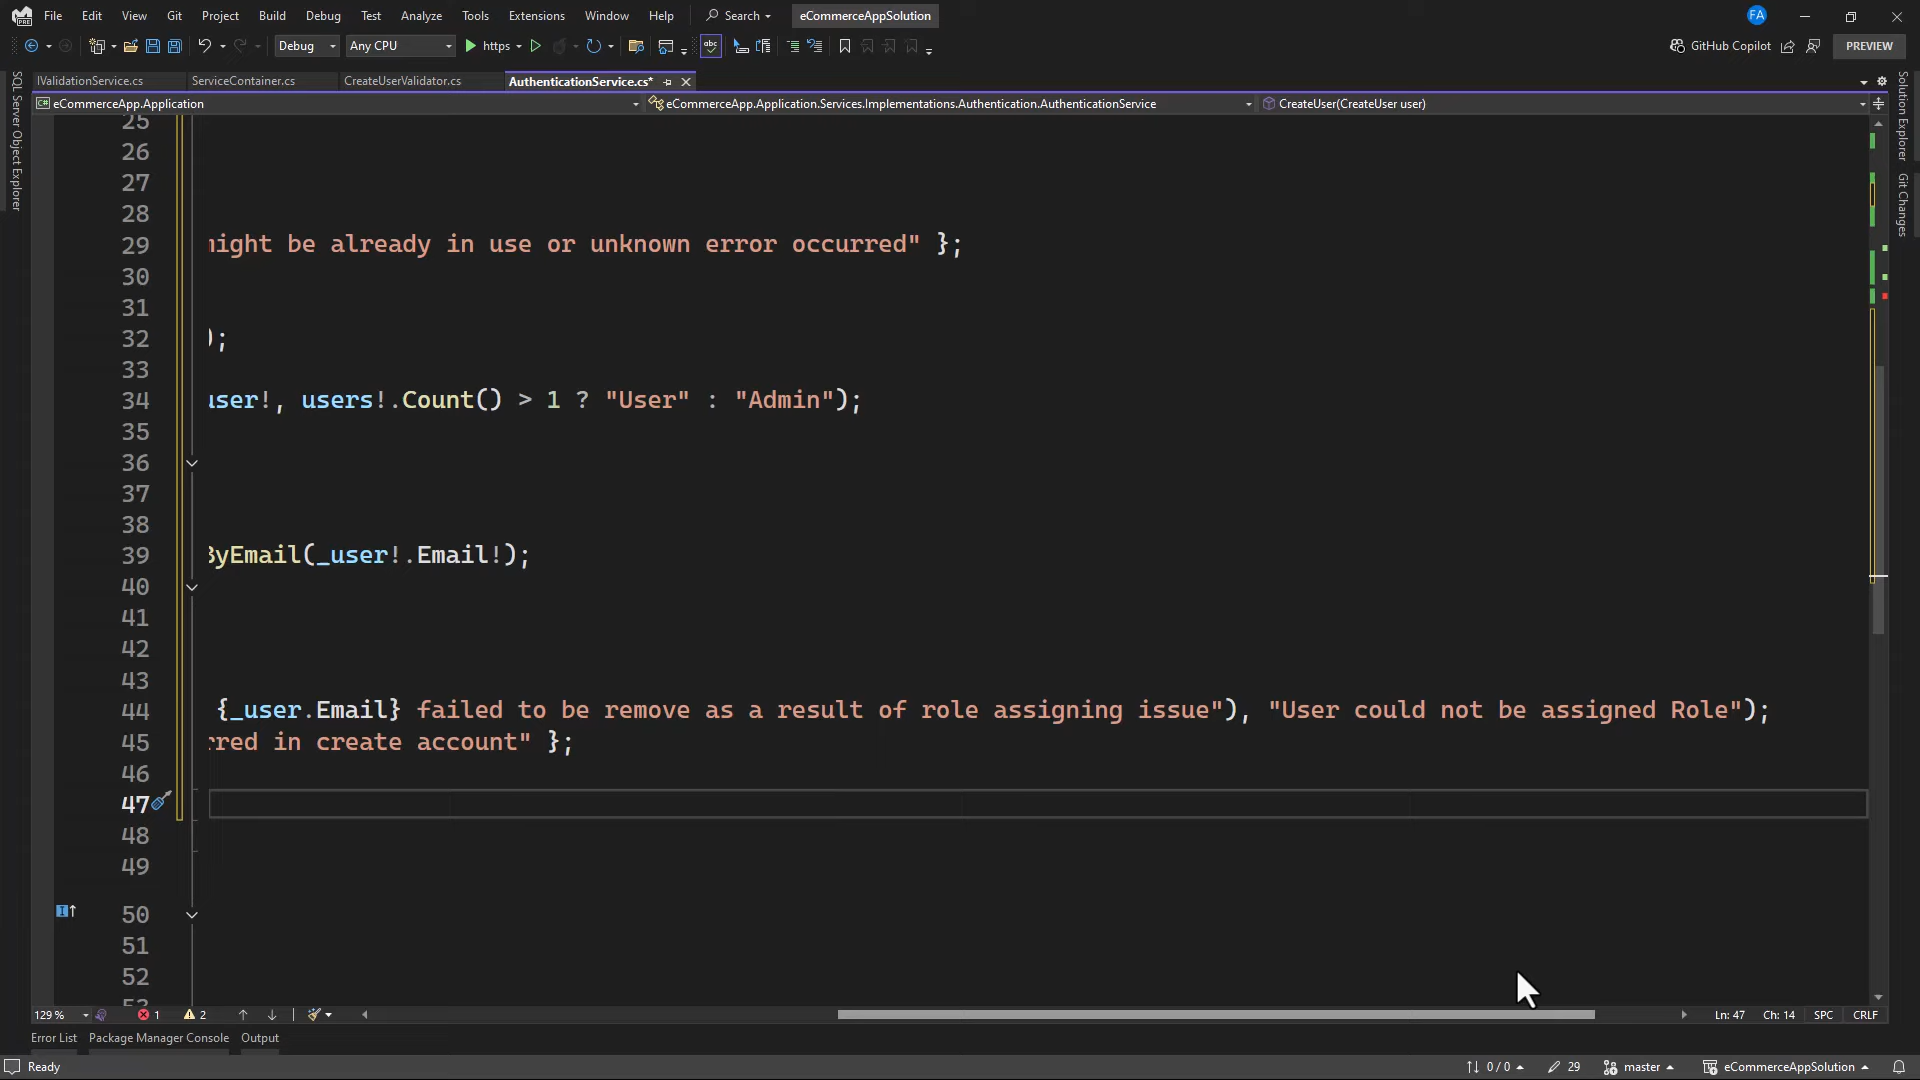 File Edit View Git Project Build Debug Test Analyze Tools Extensions Window Help Search eCommerceAppSolution FA
Debug Any CPU https GitHub Copilot PREVIEW
IValidationService.cs ServiceContainer.cs CreateUserValidator.cs AuthenticationService.cs*
eCommerceApp.Application eCommerceApp.Application.Services.Implementations.Authentication.AuthenticationService CreateUser(CreateUser user)
SQL Server Object Explorer
Solution Explorer
Git Changes
25
26
27
28
29 might be already in use or unknown error occurred" };
30
31
32 );
33
34 user!, users!.Count() > 1 ? "User" : "Admin");
35
36
37
38
39 ByEmail(_user!.Email!);
40
41
42
43
44 {_user.Email} failed to be remove as a result of role assigning issue"), "User could not be assigned Role");
45 rred in create account" };
46
47
48
49
50
51
52
53
129 % 1 2 Ln: 47 Ch: 14 SPC CRLF
Error List Package Manager Console Output
Ready 0 / 0 29 master eCommerceAppSolution